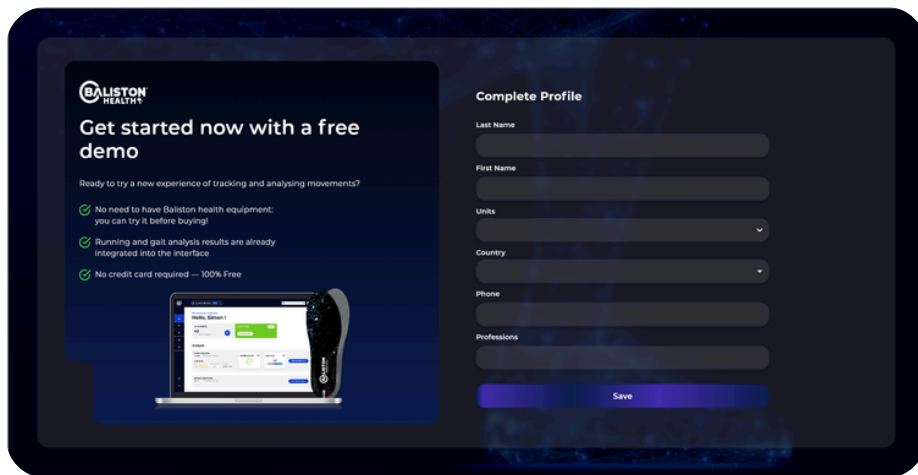 BALISTON
HEALTH
Get started now with a free
demo
Ready to try a new experience of tracking and analysing movements?
No need to have Baliston health equipment:
you can try it before buying!
Running and gait analysis results are already
integrated into the interface
No credit card required — 100% Free
Hello, Simon !
Analysis
BALISTON
Complete Profile
Last Name
First Name
Units
Country
Phone
Professions
Save